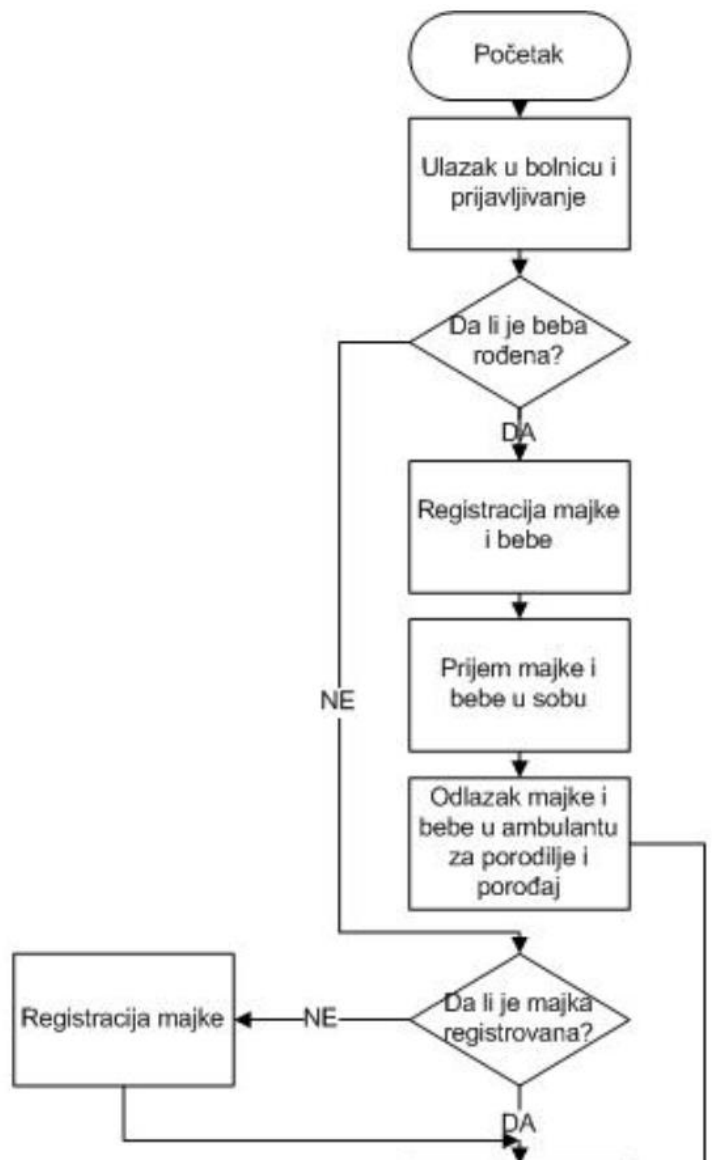 Početak
Ulazak u bolnicu i
prijavljivanje
Da li je beba
rođena?
DA
Registracija majke
i bebe
Prijem majke i
bebe u sobu
NE
Odlazak majke i
bebe u ambulantu
za porodilje i
porođaj
Da li je majka
registrovana?
NE
Registracija majke
DA